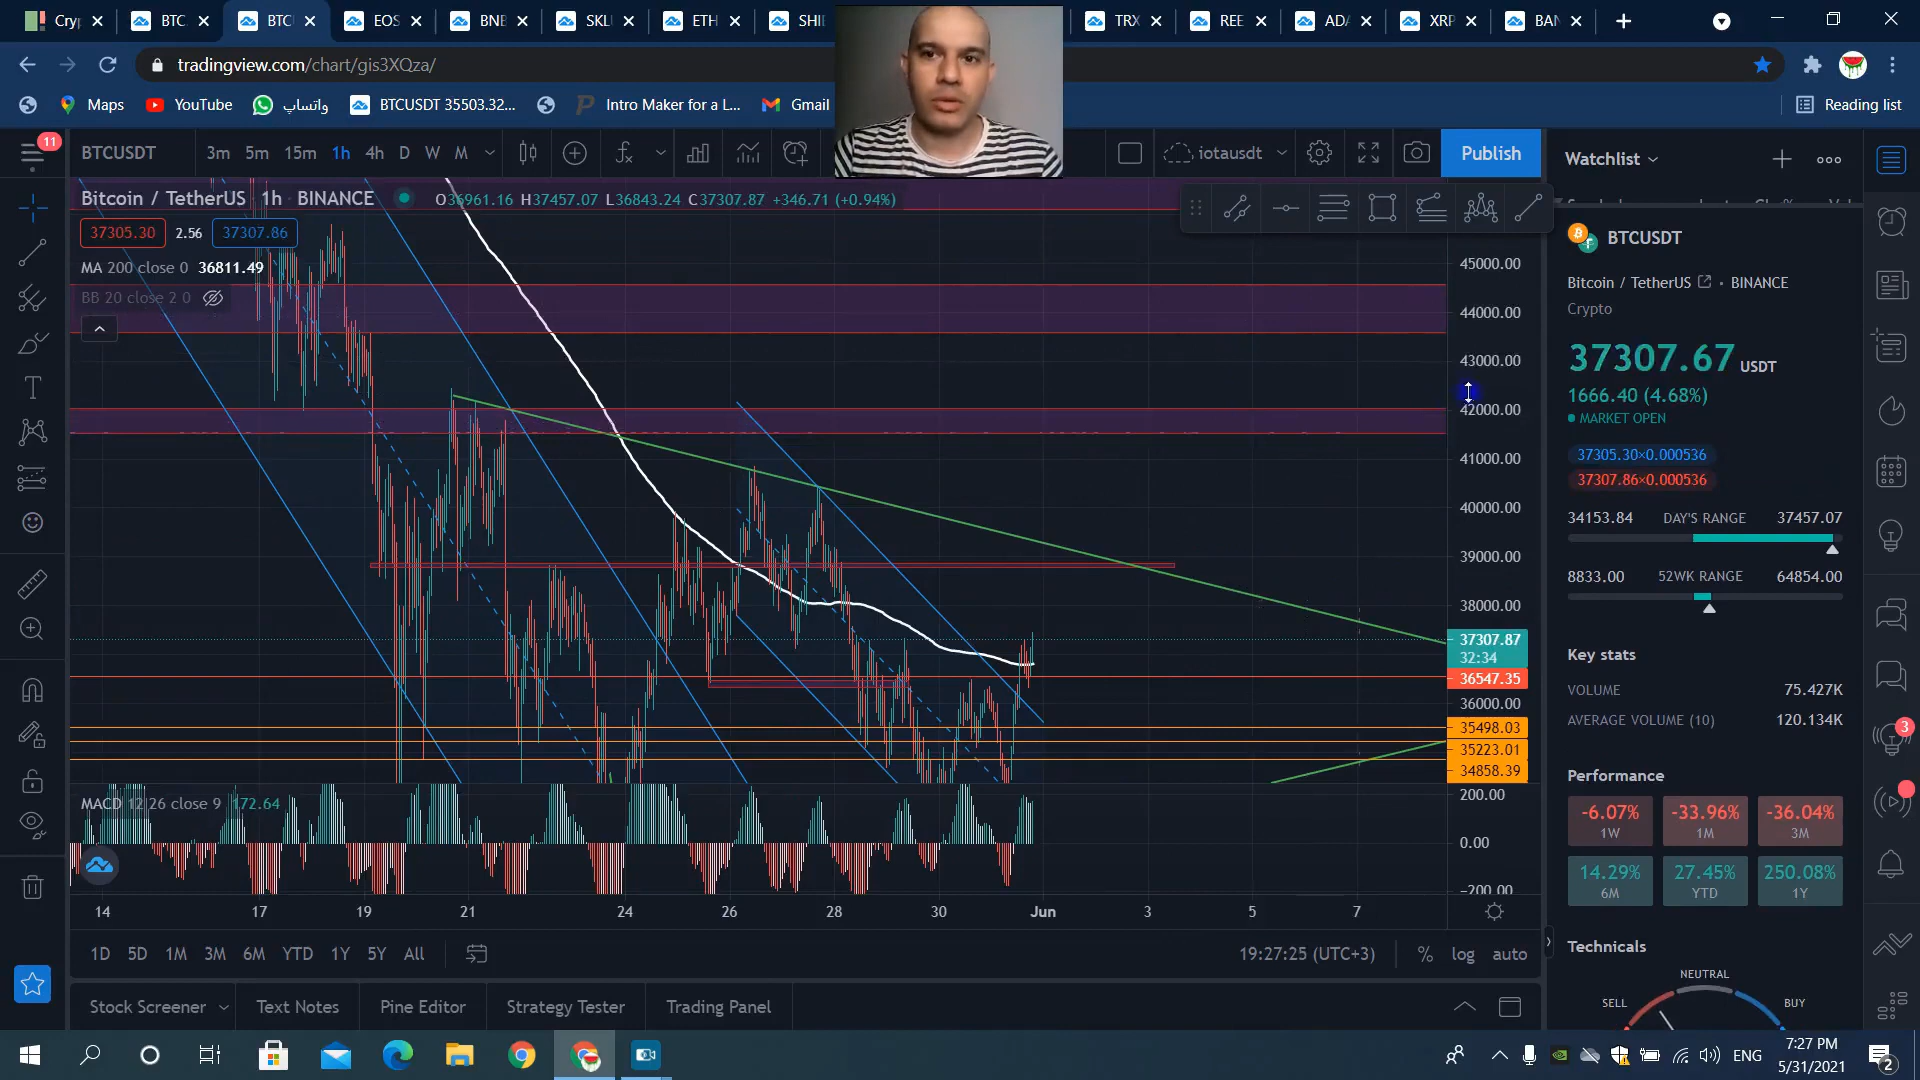 Cryp
BTC
BTC
EOS
BNB
SKL
ETH
SHI
TRX
REE
ADA
XRP
BAN
tradingview.com/chart/gis3XQza/
Maps
YouTube
واتساپ
BTCUSDT 35503.32...
Intro Maker for a L...
Gmail
Reading list
11
BTCUSDT
3m 5m 15m 1h 4h D W M
iotausdt
Publish
Watchlist
Bitcoin / TetherUS 1h BINANCE O36961.16 H37457.07 L36843.24 C37307.87 +346.71 (+0.94%)
37305.30 2.56 37307.86
MA 200 close 0 36811.49
BB 20 close 2 0
45000.00
44000.00
43000.00
42000.00
41000.00
40000.00
39000.00
38000.00
37307.87
32:34
36547.35
36000.00
35498.03
35223.01
34858.39
MACD 12 26 close 9 172.64
200.00
0.00
−200.00
14 17 19 21 24 26 28 30 Jun 3 5 7
1D 5D 1M 3M 6M YTD 1Y 5Y All
19:27:25 (UTC+3) % log auto
Stock Screener Text Notes Pine Editor Strategy Tester Trading Panel
BTCUSDT
Bitcoin / TetherUS • BINANCE
Crypto
37307.67 USDT
1666.40 (4.68%)
MARKET OPEN
37305.30×0.000536
37307.86×0.000536
34153.84 DAY'S RANGE 37457.07
8833.00 52WK RANGE 64854.00
Key stats
VOLUME 75.427K
AVERAGE VOLUME (10) 120.134K
3
Performance
-6.07% -33.96% -36.04%
1W 1M 3M
14.29% 27.45% 250.08%
6M YTD 1Y
Technicals
NEUTRAL
SELL BUY
ENG
7:27 PM
5/31/2021
2